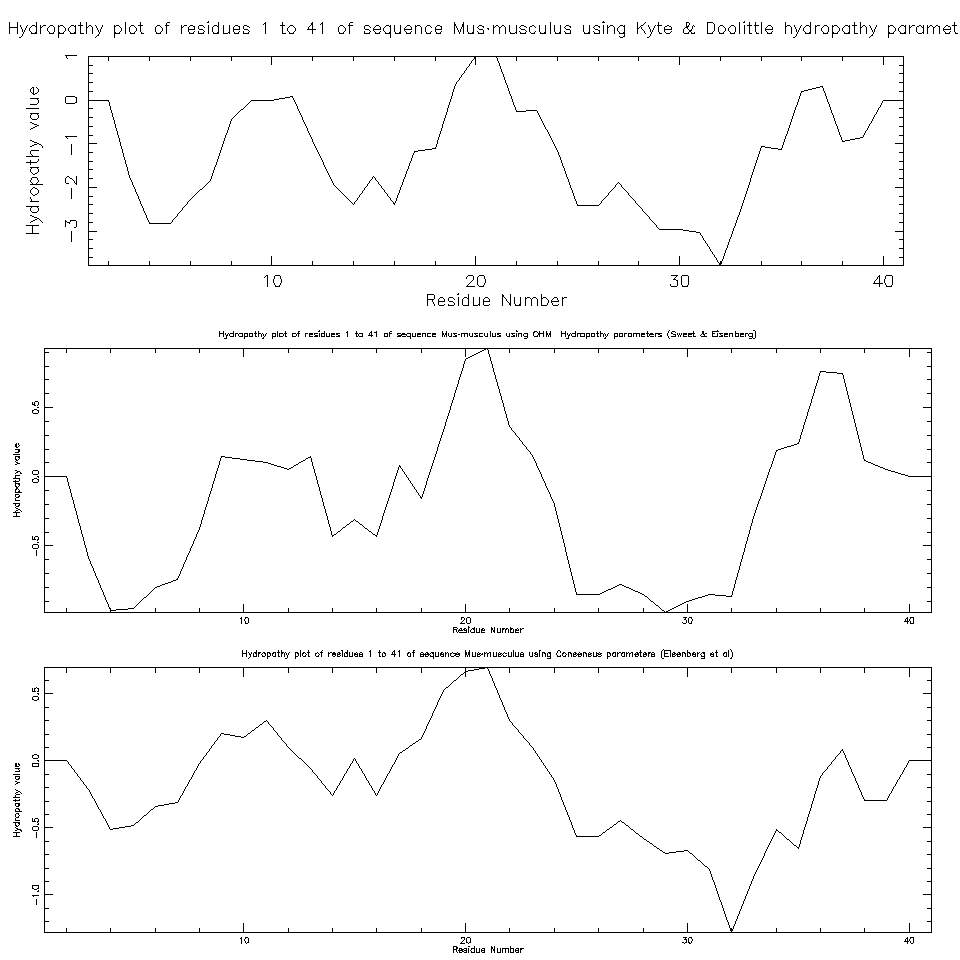 Hydropathy plot of residues 1 to 41 of sequence Mus-musculus using Kyte & Doolittle hydropathy paramet
1
0
-1
-2
-3
Hydropathy value
10 20 30 40
Residue Number
Hydropathy plot of residues 1 to 41 of sequence Mus-musculus using OHM Hydropathy parameters (Sweet & Eisenberg)
0.5
0.0
-0.5
Hydropathy value
10 20 30 40
Residue Number
Hydropathy plot of residues 1 to 41 of sequence Mus-musculus using Consensus parameters (Eisenberg et al)
0.5
0.0
-0.5
-1.0
Hydropathy value
10 20 30 40
Residue Number